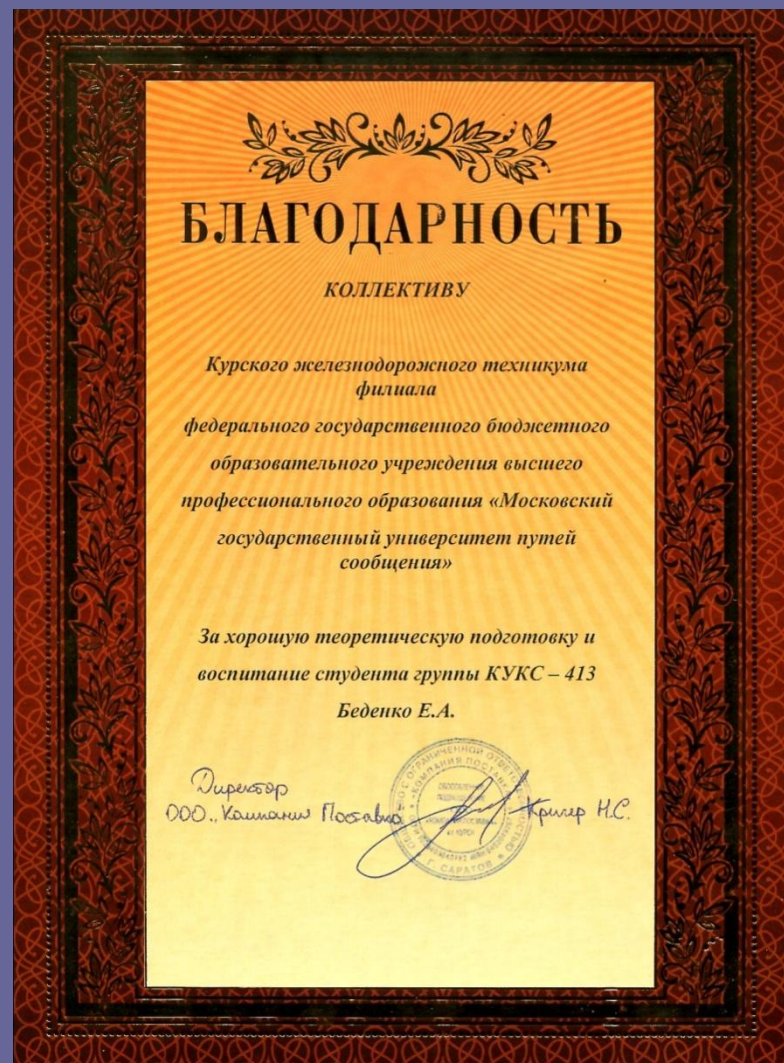 БЛАГОДАРНОСТЬ
КОЛЛЕКТИВУ
Курского железнодорожного техникума
филиала
федерального государственного бюджетного
образовательного учреждения высшего
профессионального образования «Московский
государственный университет путей
сообщения»
За хорошую теоретическую подготовку и
воспитание студента группы КУКС – 413
Беденко Е.А.
Директор
ООО "Компания Поставка Кригер Н.С.
Г. САРАТОВ